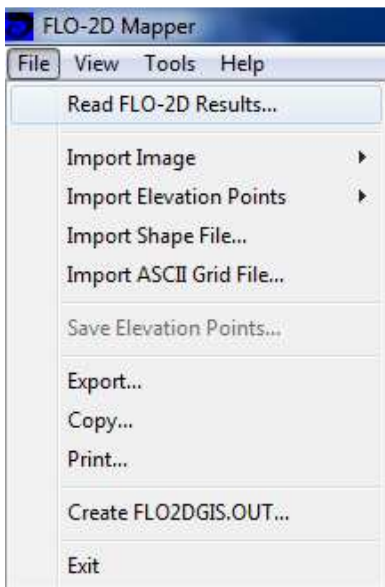 FLO-2D Mapper
File View Tools Help
Read FLO-2D Results...
Import Image
Import Elevation Points
Import Shape File...
Import ASCII Grid File...
Save Elevation Points...
Export...
Copy...
Print...
Create FLO2DGIS.OUT...
Exit